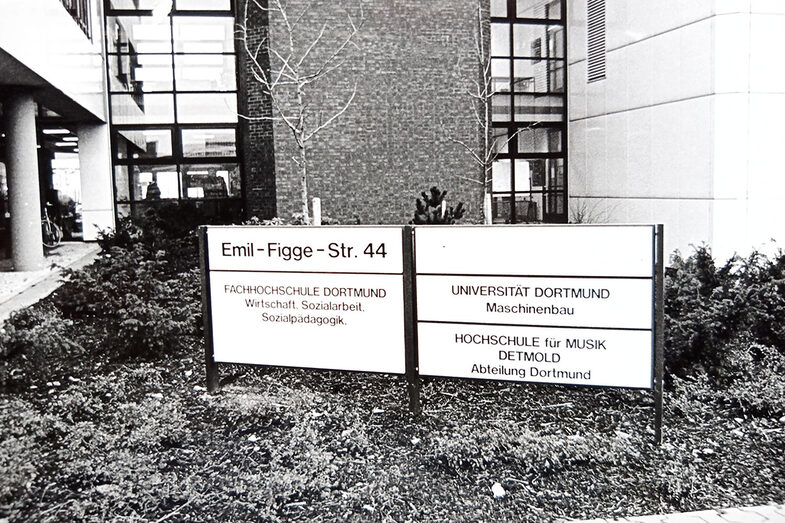 Emil-Figge-Str. 44
FACHHOCHSCHULE DORTMUND
Wirtschaft, Sozialarbeit,
Sozialpädagogik.
UNIVERSITÄT DORTMUND
Maschinenbau
HOCHSCHULE für MUSIK
DETMOLD
Abteilung Dortmund